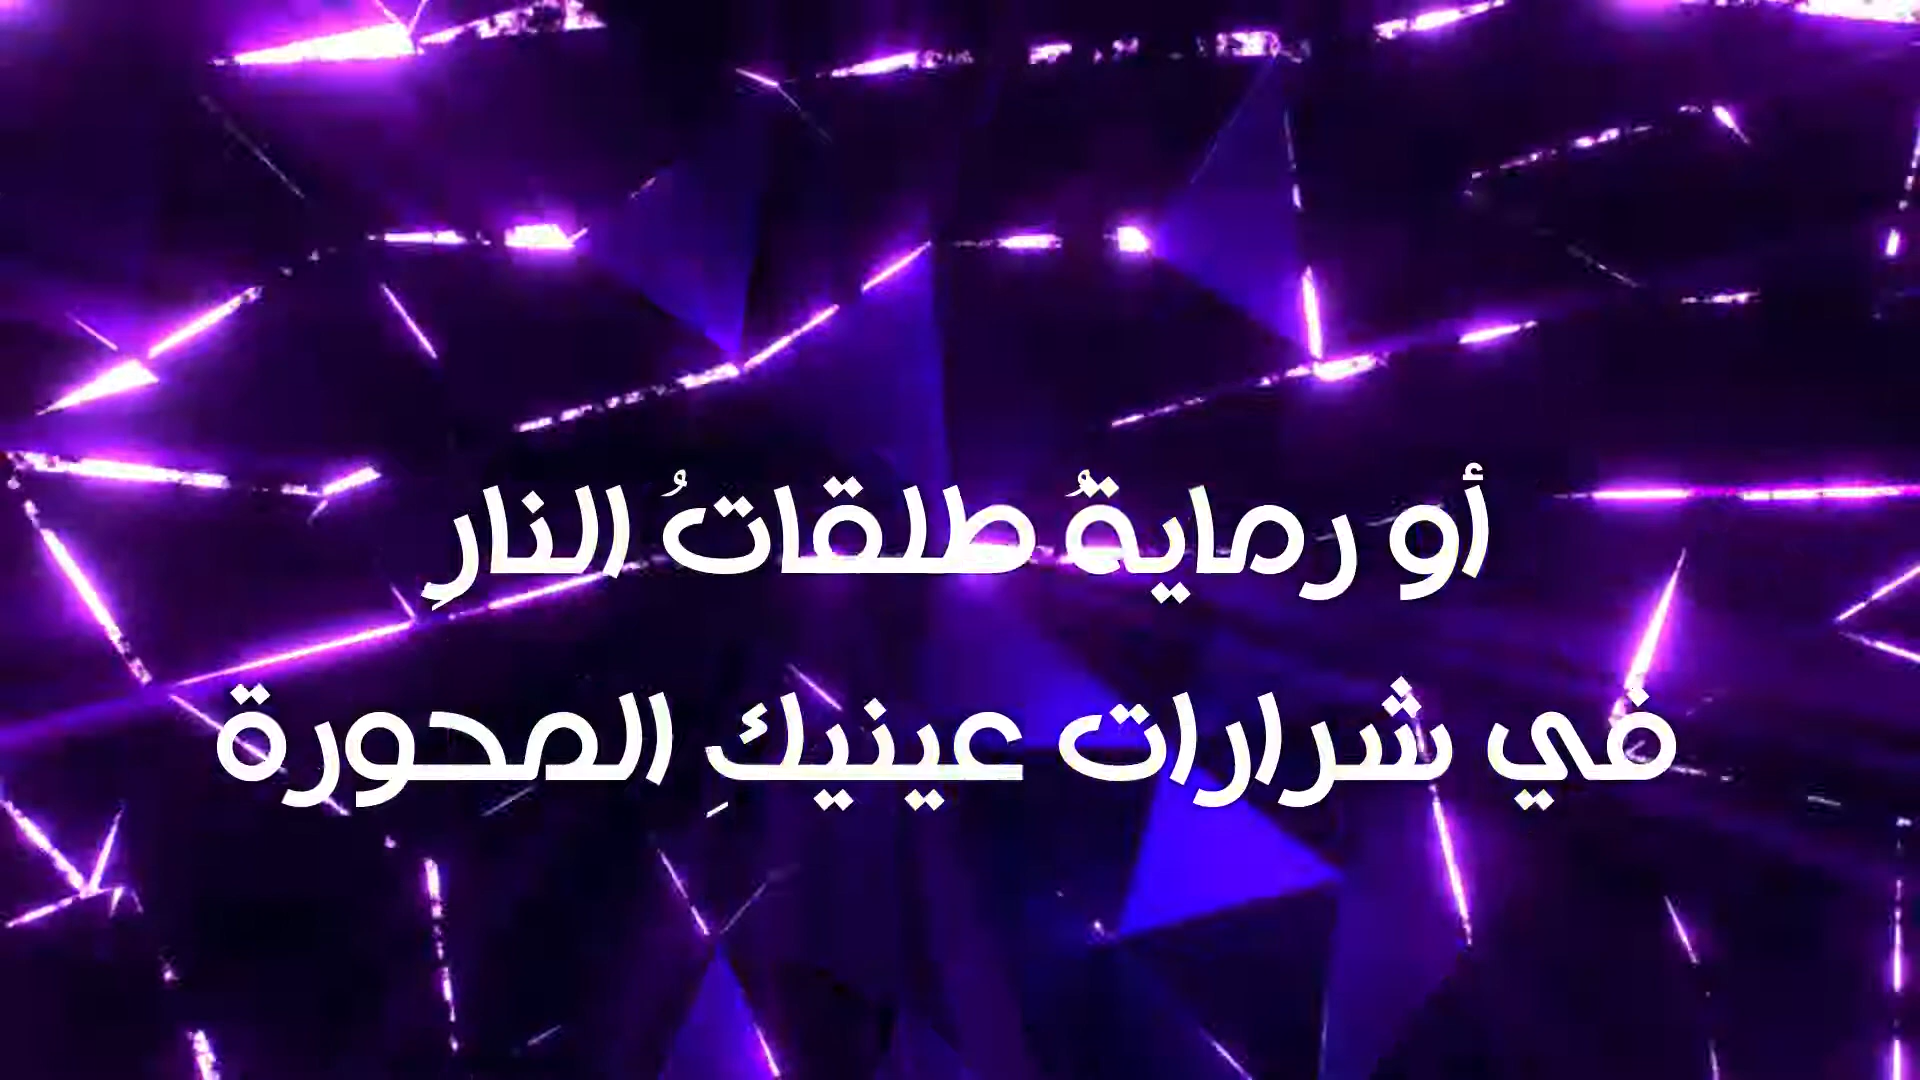 أو رمايةٌ طلقاتُ النارِ
في شرارات عينيكِ المحورة